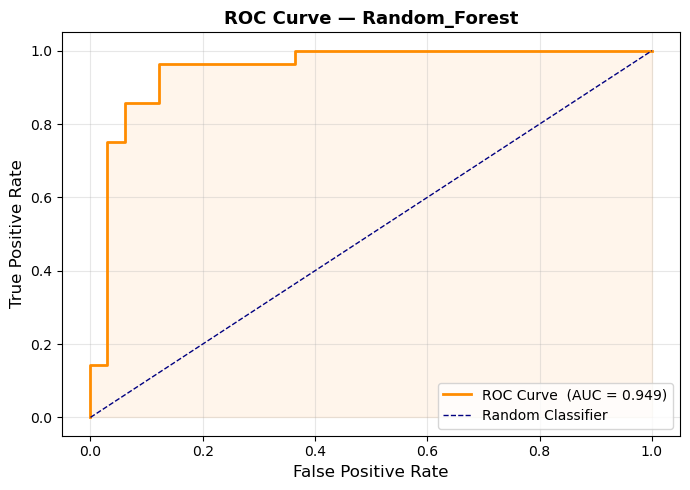 ROC Curve — Random_Forest
True Positive Rate
1.0
0.8
0.6
0.4
0.2
0.0
0.0 0.2 0.4 0.6 0.8 1.0
False Positive Rate
ROC Curve (AUC = 0.949)
Random Classifier